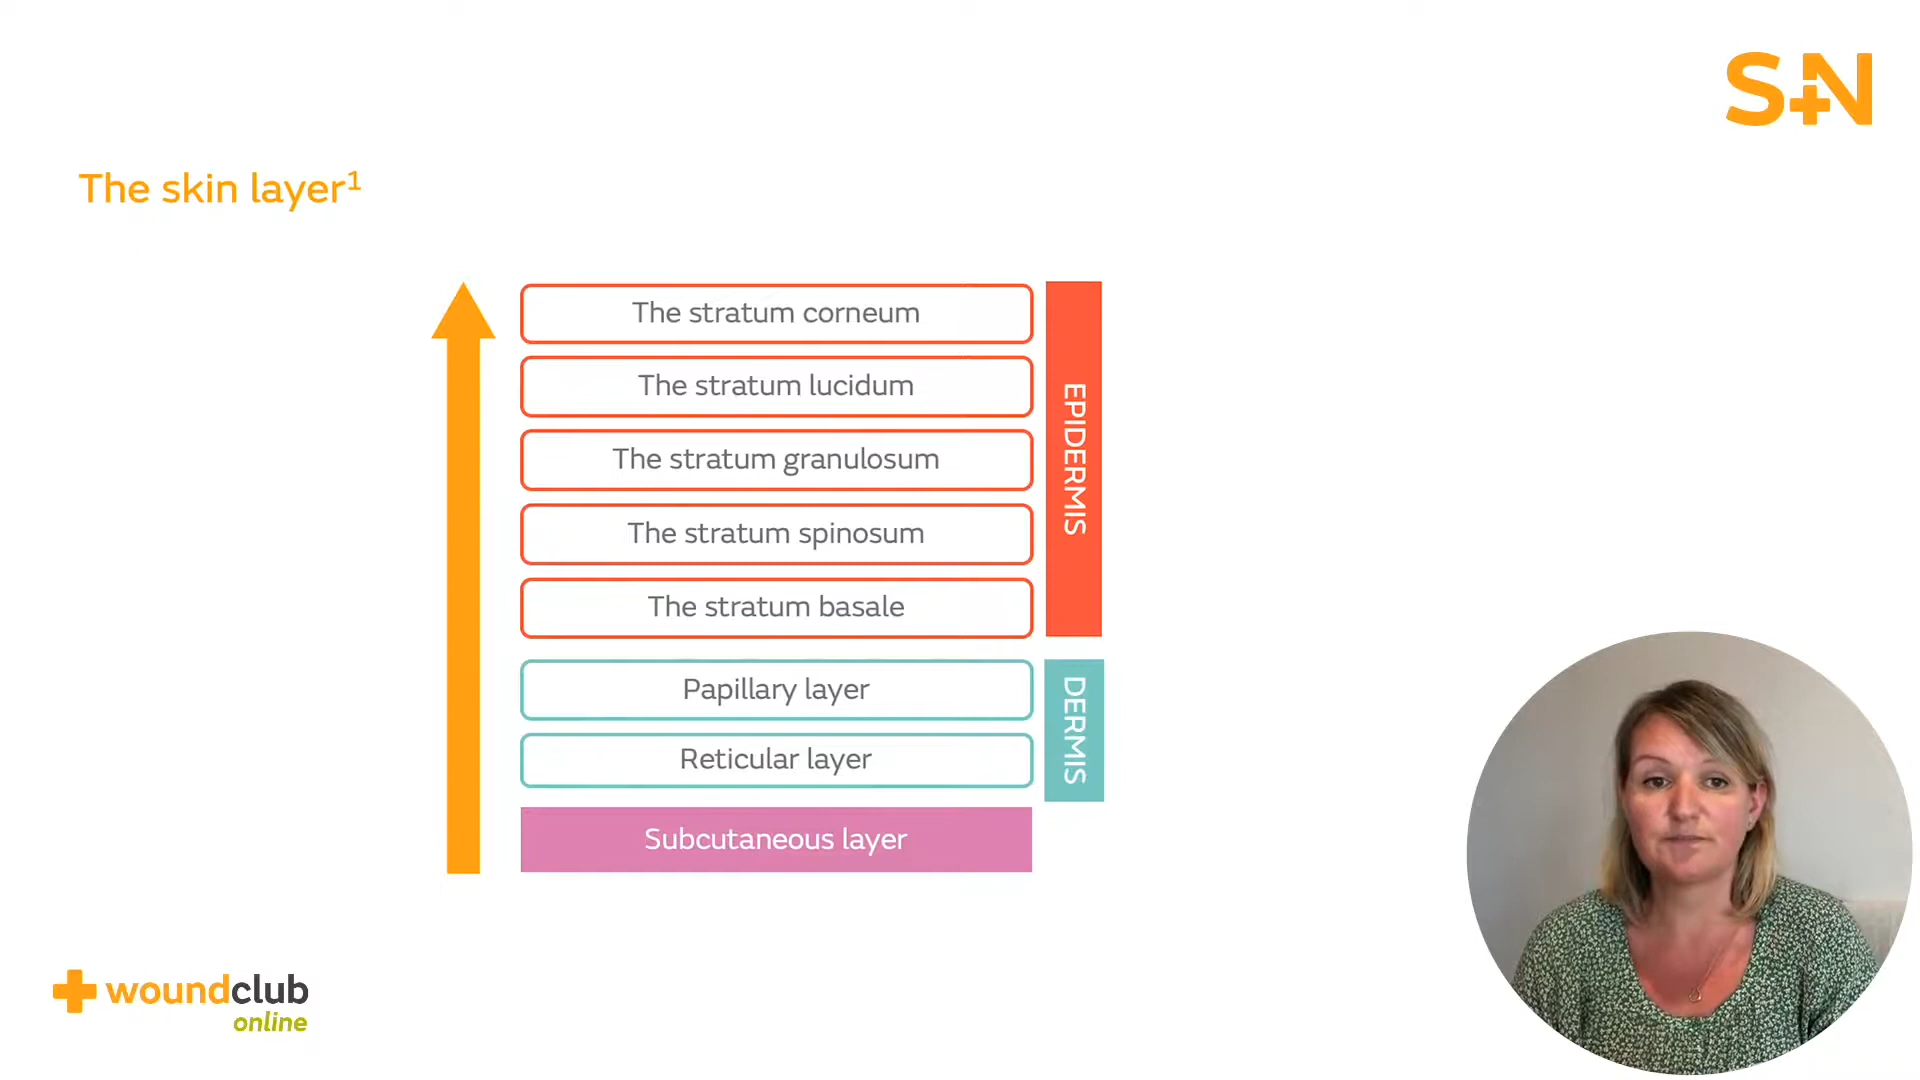 S+N
The skin layer¹
The stratum corneum
The stratum lucidum
The stratum granulosum
The stratum spinosum
The stratum basale
EPIDERMIS
Papillary layer
Reticular layer
DERMIS
Subcutaneous layer
woundclub
online